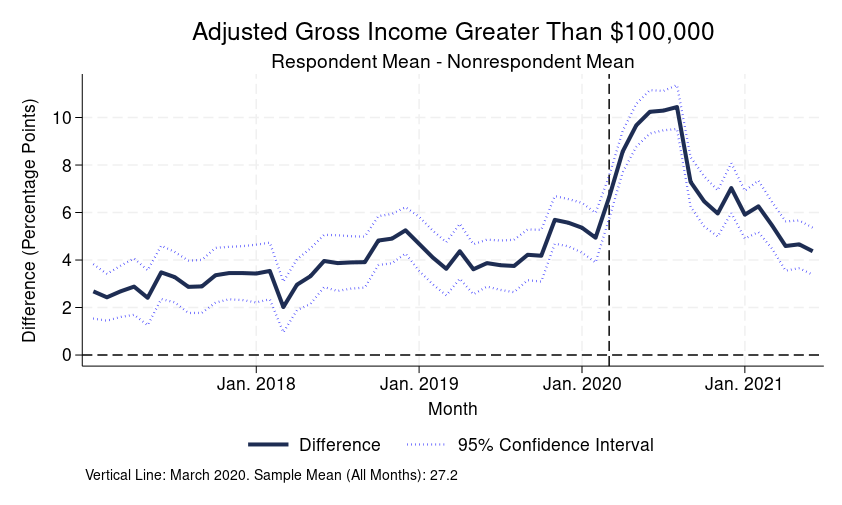 Adjusted Gross Income Greater Than $100,000
Respondent Mean - Nonrespondent Mean
Difference (Percentage Points)
10
8
6
4
2
0
Jan. 2018
Jan. 2019
Jan. 2020
Jan. 2021
Month
Difference
95% Confidence Interval
Vertical Line: March 2020. Sample Mean (All Months): 27.2